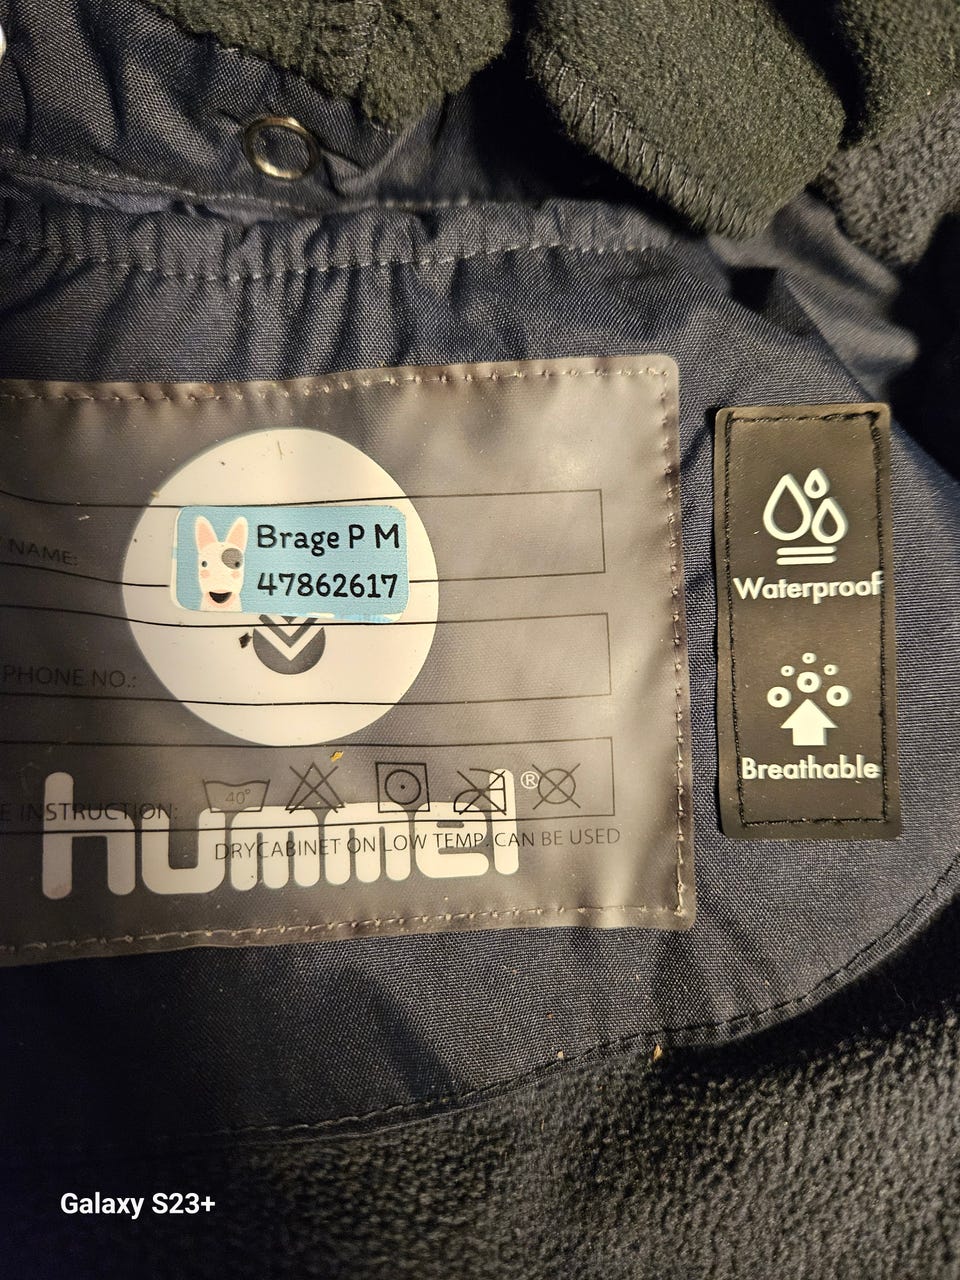 NAME:
Brage P M
47862617
PHONE NO.:
E INSTRUCTION:
40°
hummel®
DRYCABINET ON LOW TEMP. CAN BE USED
Waterproof
Breathable
Galaxy S23+